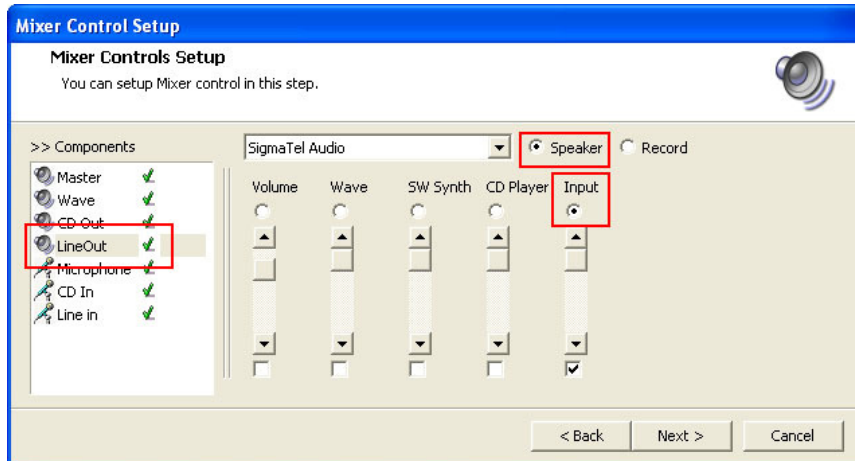 Mixer Control Setup
Mixer Controls Setup
You can setup Mixer control in this step.
>> Components
SigmaTel Audio
Speaker
Record
Master
Wave
CD Out
LineOut
Microphone
CD In
Line in
Volume Wave SW Synth CD Player Input
< Back Next > Cancel